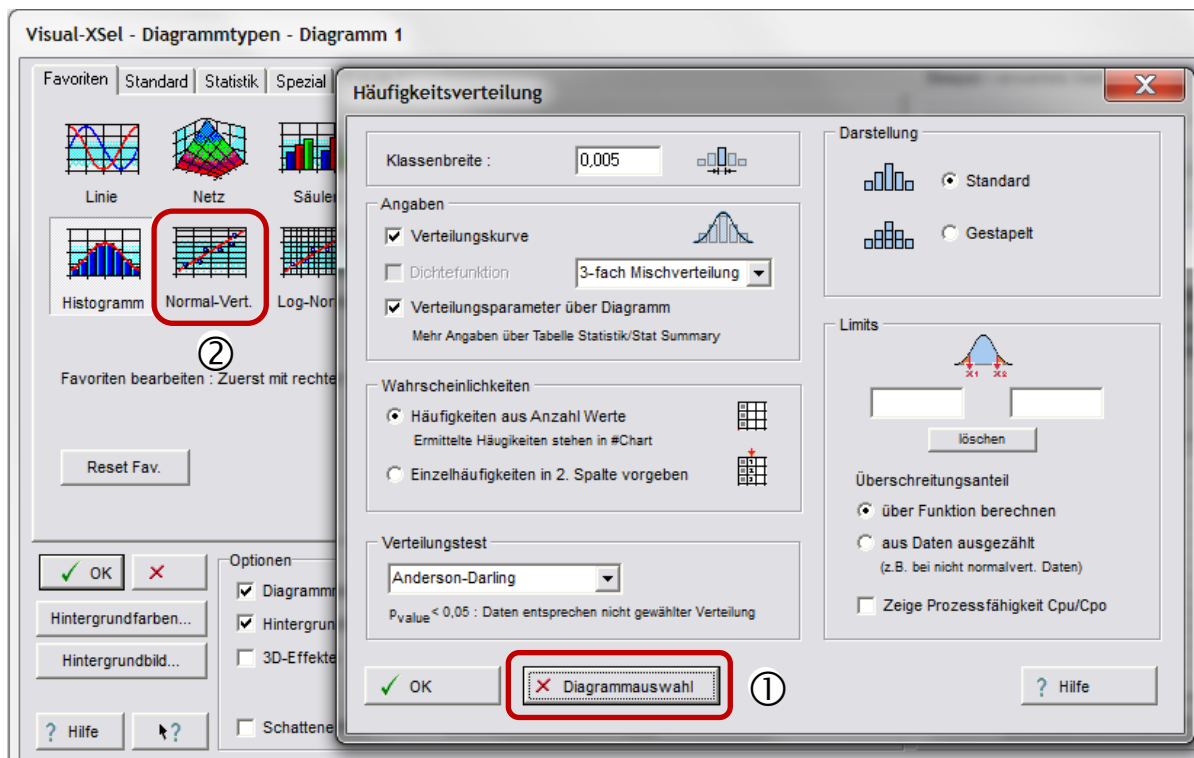 Visual-XSel - Diagrammtypen - Diagramm 1
Favoriten
Standard
Statistik
Spezial
Linie
Netz
Säulen
Histogramm
Normal-Vert.
Log-Nor
②
Favoriten bearbeiten : Zuerst mit rechte
Reset Fav.
OK
Hintergrundfarben...
Hintergrundbild...
? Hilfe
?
Optionen
Diagrammr
Hintergrun
3D-Effekte
Schattene
Häufigkeitsverteilung
X
Klassenbreite :
0,005
Angaben
Verteilungskurve
Dichtefunktion
3-fach Mischverteilung
Verteilungsparameter über Diagramm
Mehr Angaben über Tabelle Statistik/Stat Summary
Wahrscheinlichkeiten
Häufigkeiten aus Anzahl Werte
Ermittelte Häugikeiten stehen in #Chart
Einzelhäufigkeiten in 2. Spalte vorgeben
Verteilungstest
Anderson-Darling
Pvalue < 0,05 : Daten entsprechen nicht gewählter Verteilung
OK
Diagrammauswahl
①
Darstellung
Standard
Gestapelt
Limits
X1 X2
löschen
Überschreitungsanteil
über Funktion berechnen
aus Daten ausgezählt
(z.B. bei nicht normalvert. Daten)
Zeige Prozessfähigkeit Cpu/Cpo
? Hilfe